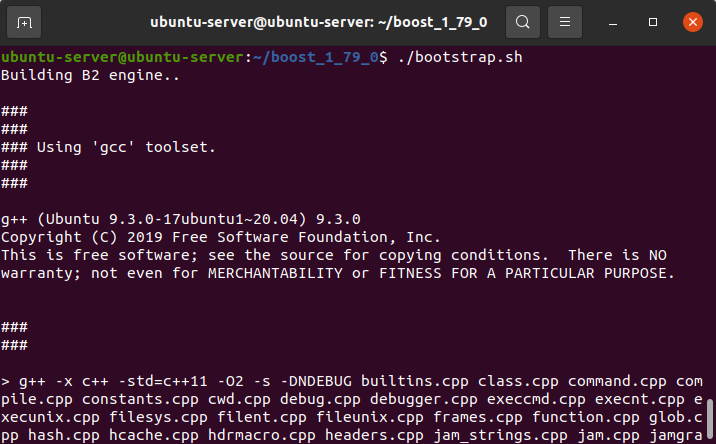 ubuntu-server@ubuntu-server: ~/boost_1_79_0
ubuntu-server@ubuntu-server:~/boost_1_79_0$ ./bootstrap.sh
Building B2 engine..
###
###
### Using 'gcc' toolset.
###
###
g++ (Ubuntu 9.3.0-17ubuntu1~20.04) 9.3.0
Copyright (C) 2019 Free Software Foundation, Inc.
This is free software; see the source for copying conditions.  There is NO
warranty; not even for MERCHANTABILITY or FITNESS FOR A PARTICULAR PURPOSE.
###
###
> g++ -x c++ -std=c++11 -O2 -s -DNDEBUG builtins.cpp class.cpp command.cpp com
pile.cpp constants.cpp cwd.cpp debug.cpp debugger.cpp execcmd.cpp execnt.cpp e
xecunix.cpp filesys.cpp filent.cpp fileunix.cpp frames.cpp function.cpp glob.c
pp hash.cpp hcache.cpp hdrmacro.cpp headers.cpp jam_strings.cpp jam.cpp jamgra